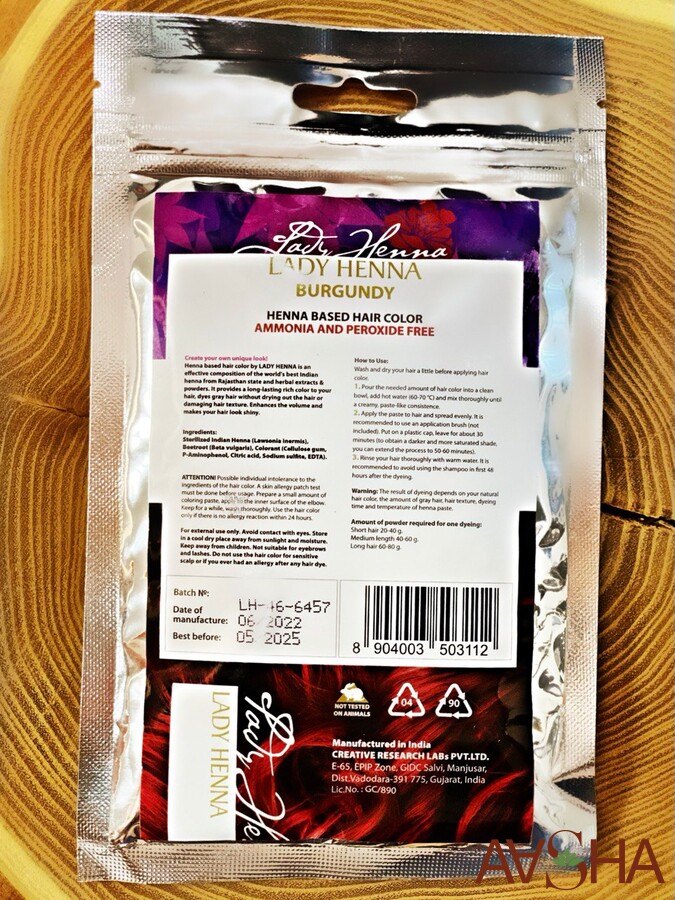 Lady Henna
LADY HENNA
BURGUNDY
HENNA BASED HAIR COLOR
AMMONIA AND PEROXIDE FREE
Create your own unique look!
Henna based hair color by LADY HENNA is an
effective composition of the world's best Indian
henna from Rajasthan state and herbal extracts &
powders. It provides a long-lasting rich color to your
hair, dyes gray hair without drying out the hair or
damaging hair texture. Enhances the volume and
makes your hair look shiny.
Ingredients:
Sterilized Indian Henna (Lawsonia inermis),
Beetroot (Beta vulgaris), Colorant (Cellulose gum,
P-Aminophenol, Citric acid, Sodium sulfite, EDTA).
ATTENTION! Possible individual intolerance to the
ingredients of the hair color. A skin allergy patch test
must be done before usage. Prepare a small amount of
coloring paste, apply to the inner surface of the elbow.
Keep for a while, wash thoroughly. Use the hair color
only if there is no allergy reaction within 24 hours.
For external use only. Avoid contact with eyes. Store
in a cool dry place away from sunlight and moisture.
Keep away from children. Not suitable for eyebrows
and lashes. Do not use the hair color for sensitive
scalp or if you ever had an allergy after any hair dye.
How to Use:
Wash and dry your hair a little before applying hair
color.
1. Pour the needed amount of hair color into a clean
bowl, add hot water (60-70 °C) and mix thoroughly until
a creamy, paste-like consistence.
2. Apply the paste to hair and spread evenly. It is
recommended to use an application brush (not
included). Put on a plastic cap, leave for about 30
minutes (to obtain a darker and more saturated shade,
you can extend the process to 50-60 minutes).
3. Rinse your hair thoroughly with warm water. It is
recommended to avoid using the shampoo in first 48
hours after the dyeing.
Warning: The result of dyeing depends on your natural
hair color, the amount of gray hair, hair texture, dyeing
time and temperature of henna paste.
Amount of powder required for one dyeing:
Short hair 20-40 g.
Medium length 40-60 g.
Long hair 60-80 g.
Batch №:
LH- 6-6457
Date of
manufacture: 06 2022
Best before: 05 2025
8 904003 503112
NOT TESTED
ON ANIMALS
04
90
Manufactured in India
CREATIVE RESEARCH LABs PVT.LTD.
E-65, EPIP Zone, GIDC Salvi, Manjusar,
Dist.Vadodara-391 775, Gujarat, India
Lic.No. : GC/890
LADY HENNA
Lady He
AASHA